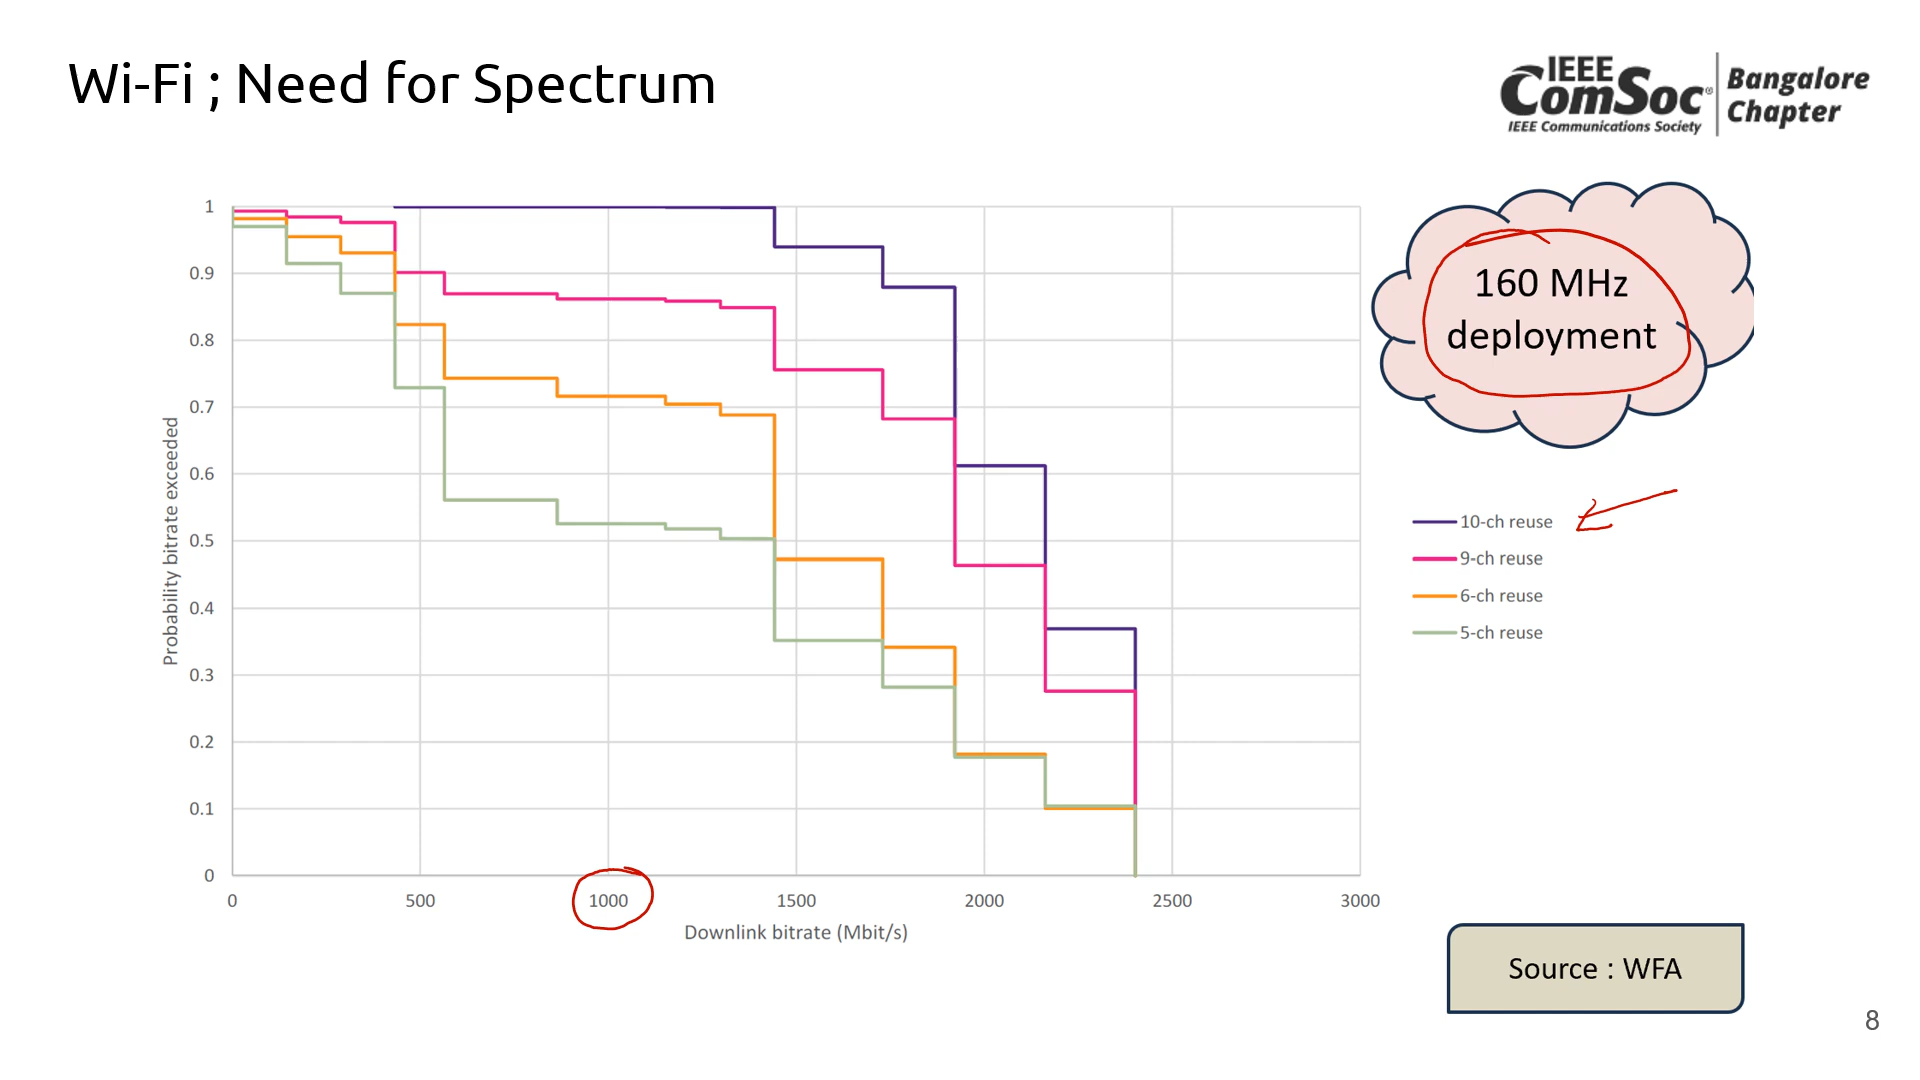 Wi-Fi ; Need for Spectrum
IEEE
ComSoc®
IEEE Communications Society
Bangalore
Chapter
160 MHz
deployment
Probability bitrate exceeded
1
0.9
0.8
0.7
0.6
0.5
0.4
0.3
0.2
0.1
0
0 500 1000 1500 2000 2500 3000
Downlink bitrate (Mbit/s)
10-ch reuse
9-ch reuse
6-ch reuse
5-ch reuse
Source : WFA
8